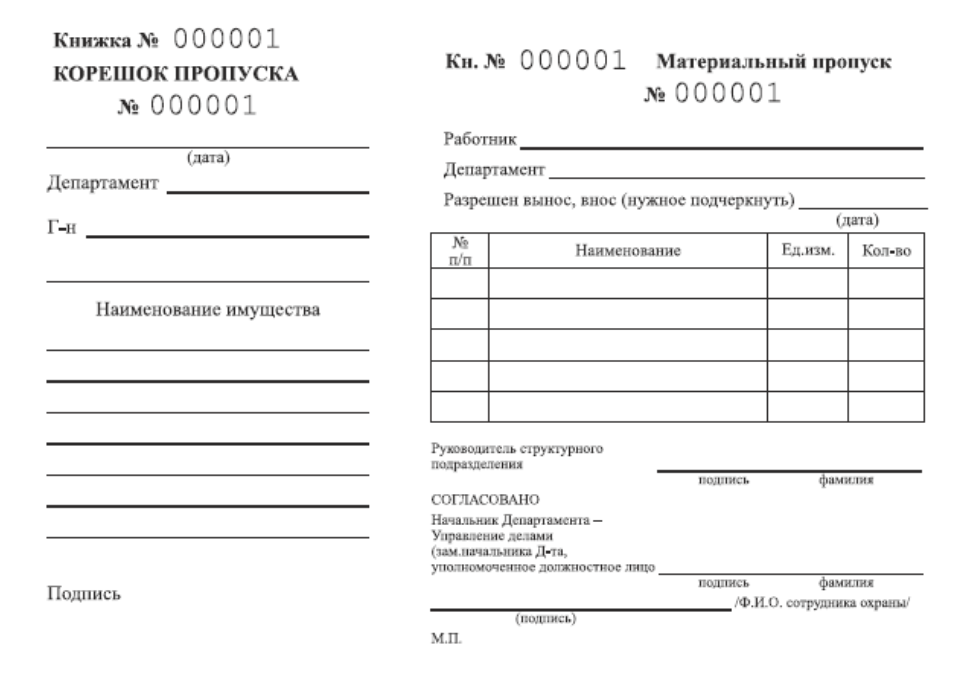 Книжка № 000001
КОРЕШОК ПРОПУСКА
№ 000001
(дата)
Департамент
Г-н
Наименование имущества
Подпись
Кн. № 000001 Материальный пропуск
№ 000001
Работник
Департамент
Разрешен вынос, внос (нужное подчеркнуть)
(дата)
№ п/п Наименование Ед.изм. Кол-во
Руководитель структурного
подразделения
подпись фамилия
СОГЛАСОВАНО
Начальник Департамента –
Управление делами
(зам.начальника Д-та,
уполномоченное должностное лицо
подпись фамилия
/Ф.И.О. сотрудника охраны/
(подпись)
М.П.